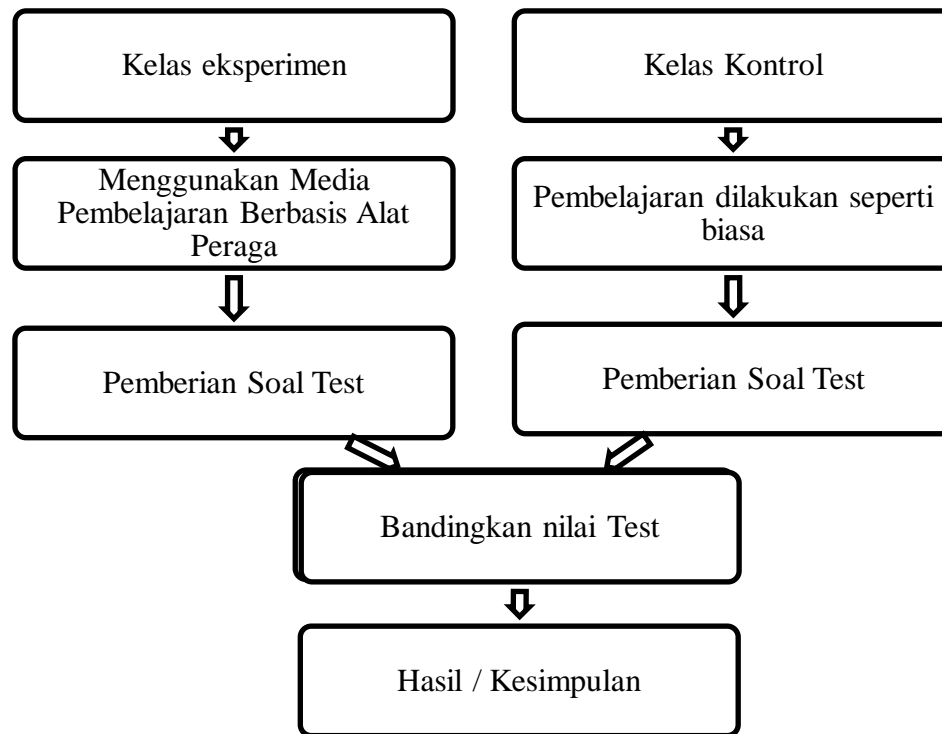 Kelas eksperimen
Kelas Kontrol
Menggunakan Media
Pembelajaran Berbasis Alat
Peraga
Pembelajaran dilakukan seperti
biasa
Pemberian Soal Test
Pemberian Soal Test
Bandingkan nilai Test
Hasil / Kesimpulan